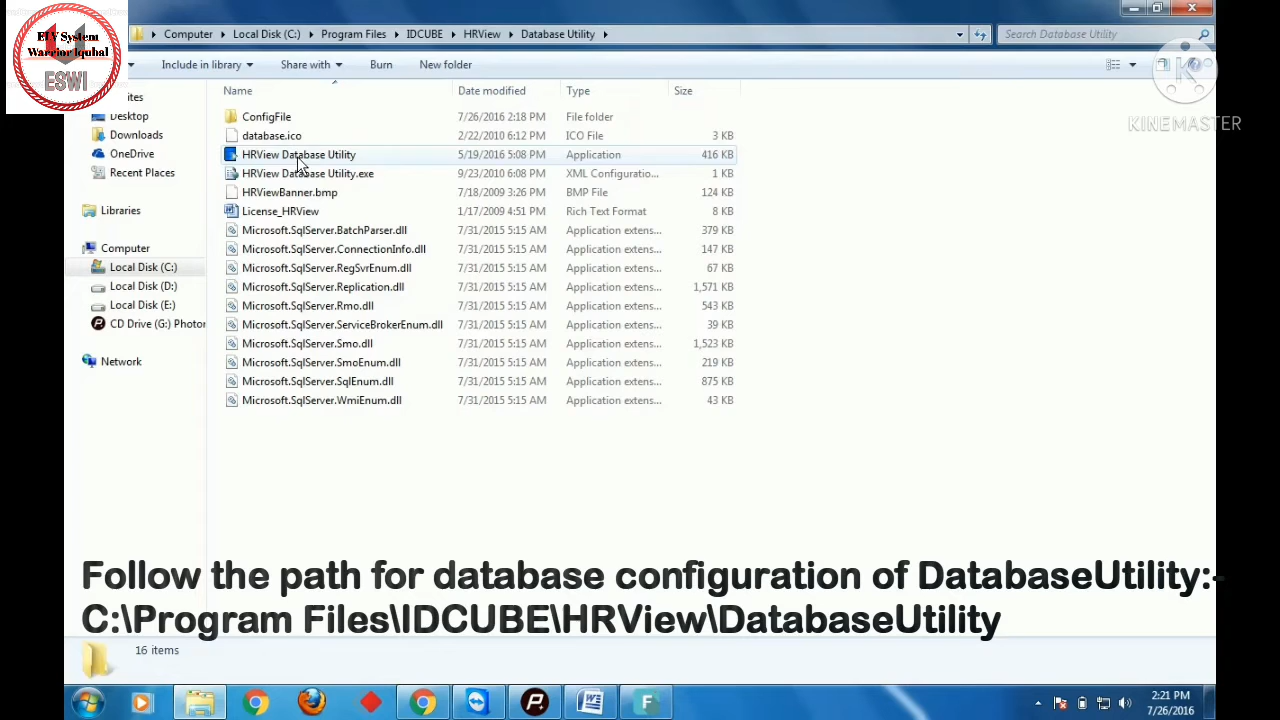 ELV System
Warrior Iqubal
ESWI
Computer
Local Disk (C:)
Program Files
IDCUBE
HRView
Database Utility
Search Database Utility
Include in library
Share with
Burn
New folder
KINEMASTER
Name
Date modified
Type
Size
Desktop
Downloads
OneDrive
Recent Places
Libraries
Computer
Local Disk (C:)
Local Disk (D:)
Local Disk (E:)
CD Drive (G:) Photor
Network
ConfigFile 7/26/2016 2:18 PM File folder
database.ico 2/22/2010 6:12 PM ICO File 3 KB
HRView Database Utility 5/19/2016 5:08 PM Application 416 KB
HRView Database Utility.exe 9/23/2010 6:08 PM XML Configuratio... 1 KB
HRViewBanner.bmp 7/18/2009 3:26 PM BMP File 124 KB
License_HRView 1/17/2009 4:51 PM Rich Text Format 8 KB
Microsoft.SqlServer.BatchParser.dll 7/31/2015 5:15 AM Application extens... 379 KB
Microsoft.SqlServer.ConnectionInfo.dll 7/31/2015 5:15 AM Application extens... 147 KB
Microsoft.SqlServer.RegSvrEnum.dll 7/31/2015 5:15 AM Application extens... 67 KB
Microsoft.SqlServer.Replication.dll 7/31/2015 5:15 AM Application extens... 1,571 KB
Microsoft.SqlServer.Rmo.dll 7/31/2015 5:15 AM Application extens... 543 KB
Microsoft.SqlServer.ServiceBrokerEnum.dll 7/31/2015 5:15 AM Application extens... 39 KB
Microsoft.SqlServer.Smo.dll 7/31/2015 5:15 AM Application extens... 1,523 KB
Microsoft.SqlServer.SmoEnum.dll 7/31/2015 5:15 AM Application extens... 219 KB
Microsoft.SqlServer.SqlEnum.dll 7/31/2015 5:15 AM Application extens... 875 KB
Microsoft.SqlServer.WmiEnum.dll 7/31/2015 5:15 AM Application extens... 43 KB
Follow the path for database configuration of DatabaseUtility:-
C:\Program Files\IDCUBE\HRView\DatabaseUtility
16 items
2:21 PM
7/26/2016